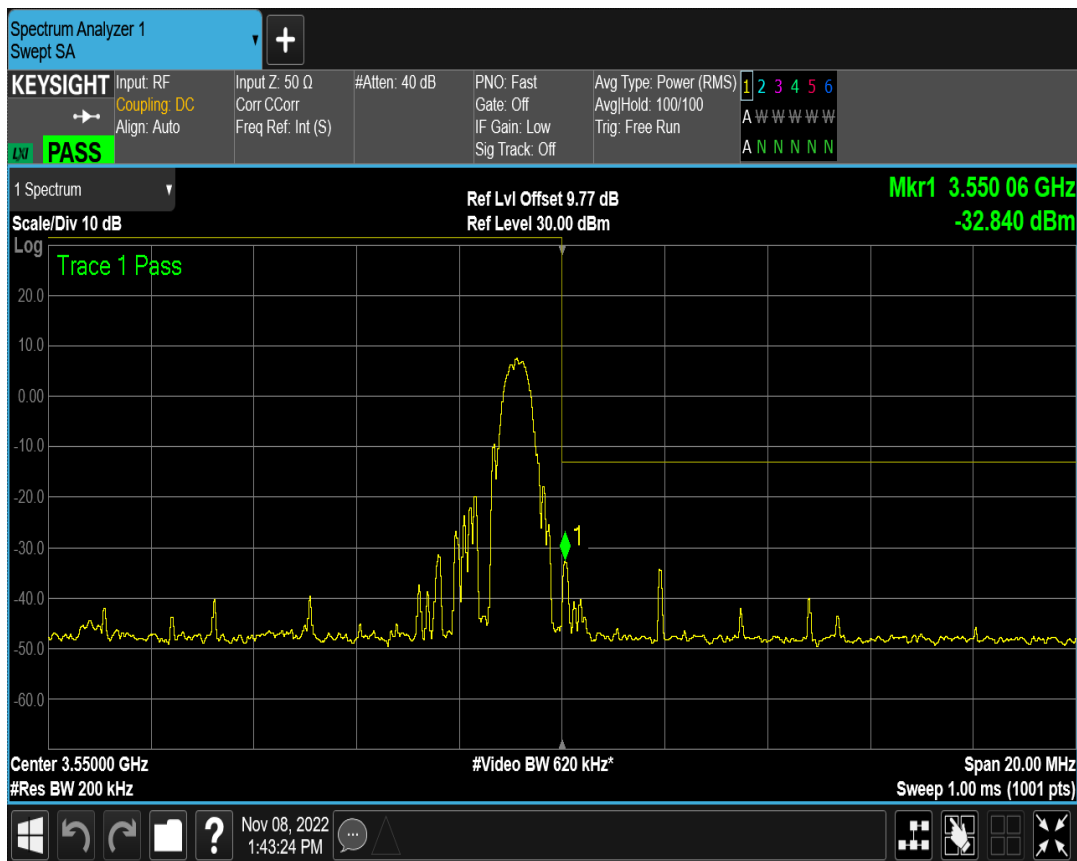 Spectrum Analyzer 1
Swept SA
+
KEYSIGHT
Input: RF
Coupling: DC
Align: Auto
Input Z: 50 Ω
Corr CCorr
Freq Ref: Int (S)
#Atten: 40 dB
PNO: Fast
Gate: Off
IF Gain: Low
Sig Track: Off
Avg Type: Power (RMS)
Avg|Hold: 100/100
Trig: Free Run
1 2 3 4 5 6
A W W W W W
A N N N N N
LXI PASS
1 Spectrum
Scale/Div 10 dB
Ref Lvl Offset 9.77 dB
Ref Level 30.00 dBm
Mkr1 3.550 06 GHz
-32.840 dBm
Log
Trace 1 Pass
20.0
10.0
0.00
-10.0
-20.0
-30.0
-40.0
-50.0
-60.0
1
Center 3.55000 GHz
#Res BW 200 kHz
#Video BW 620 kHz*
Span 20.00 MHz
Sweep 1.00 ms (1001 pts)
?
Nov 08, 2022
1:43:24 PM